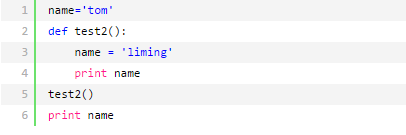 1 name='tom'
2 def test2():
3     name = 'liming'
4     print name
5 test2()
6 print name